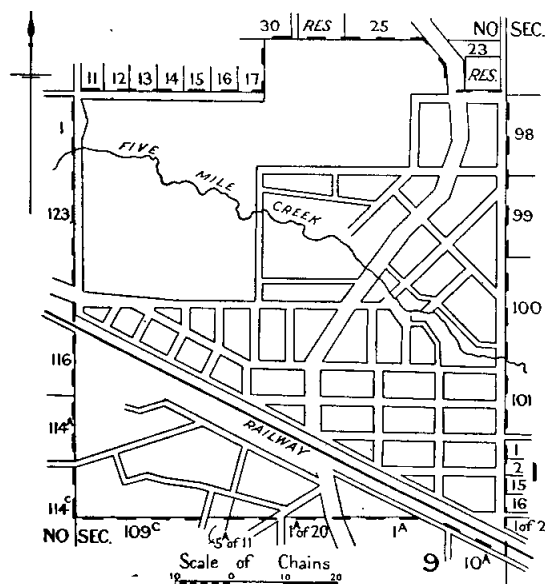 30 RES. 25 NO SEC.
23
RES.
11 12 13 14 15 16 17
1
98
FIVE MILE CREEK
123
99
100
116
101
114A
RAILWAY
1
2
15
16
114C
NO SEC.
109C
5A of 11
1A of 20
1A
9
10A
1 of 2
Scale of Chains
10 0 10 20